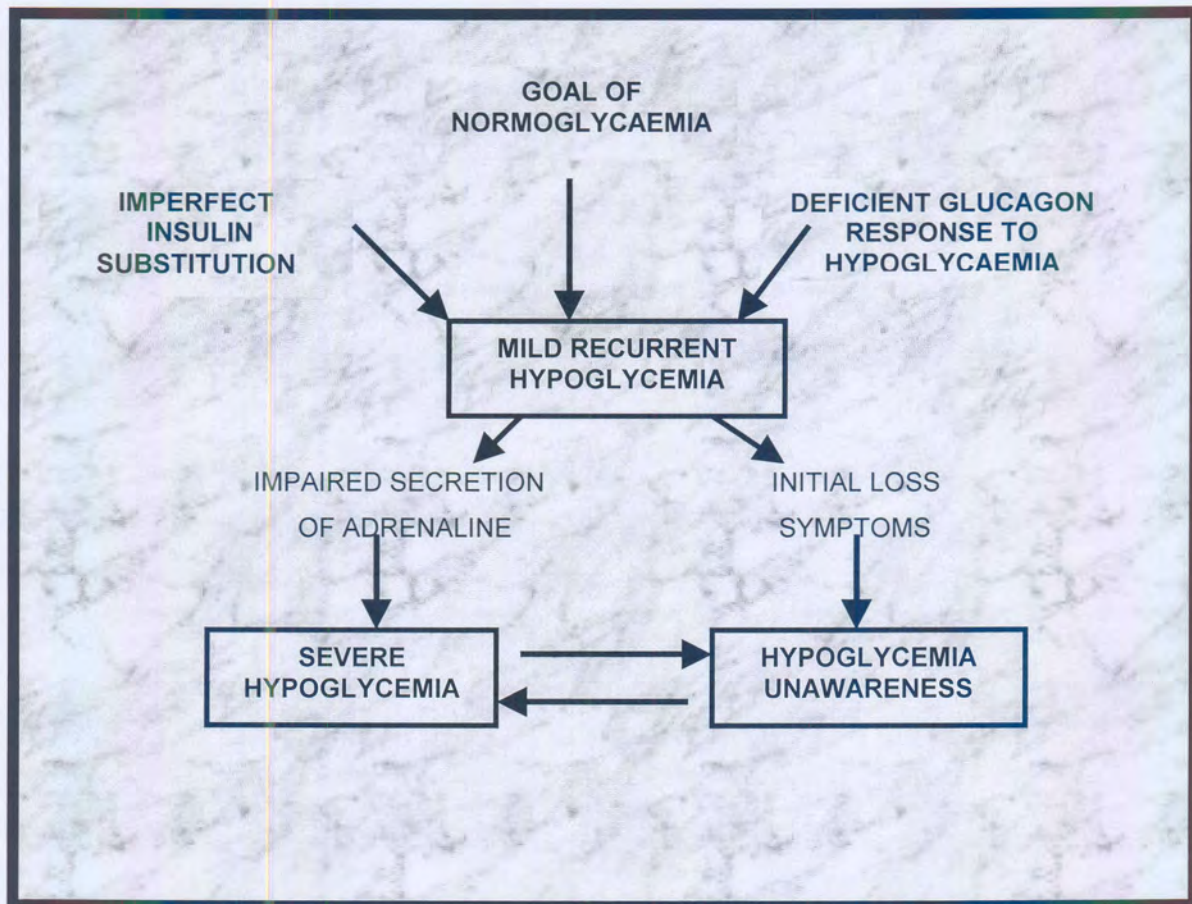 GOAL OF
NORMOGLYCAEMIA
IMPERFECT
INSULIN
SUBSTITUTION
DEFICIENT GLUCAGON
RESPONSE TO
HYPOGLYCAEMIA
MILD RECURRENT
HYPOGLYCEMIA
IMPAIRED SECRETION
OF ADRENALINE
INITIAL LOSS
SYMPTOMS
SEVERE
HYPOGLYCEMIA
HYPOGLYCEMIA
UNAWARENESS